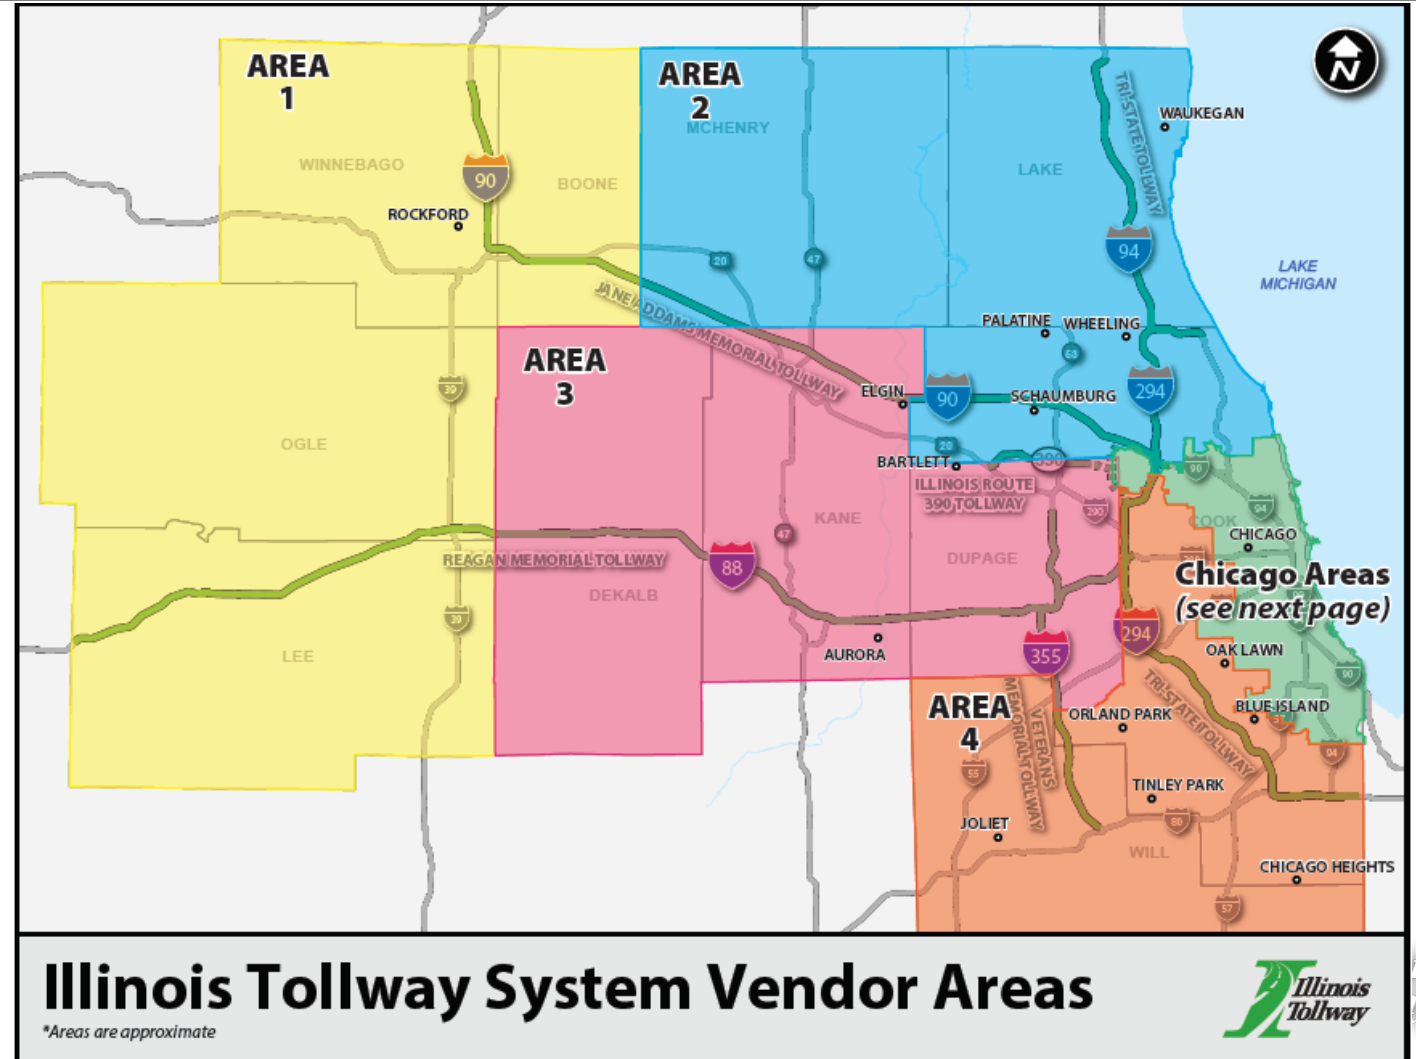 AREA
1
AREA
2
MCHENRY
TRI-STATE TOLLWAY
WAUKEGAN
WINNEBAGO
BOONE
90
LAKE
ROCKFORD
94
20
47
LAKE
MICHIGAN
JANE ADDAMS MEMORIAL TOLLWAY
PALATINE
WHEELING
53
AREA
3
39
ELGIN
90
SCHAUMBURG
294
OGLE
20
BARTLETT
390
90
ILLINOIS ROUTE
390 TOLLWAY
290
94
KANE
COOK
47
CHICAGO
REAGAN MEMORIAL TOLLWAY
88
DUPAGE
Chicago Areas
(see next page)
DEKALB
39
294
LEE
AURORA
355
OAK LAWN
90
AREA
4
VETERANS
MEMORIAL TOLLWAY
ORLAND PARK
TRI-STATE TOLLWAY
BLUE ISLAND
94
55
TINLEY PARK
JOLIET
80
WILL
CHICAGO HEIGHTS
57
N
Illinois Tollway System Vendor Areas
*Areas are approximate
Illinois
Tollway